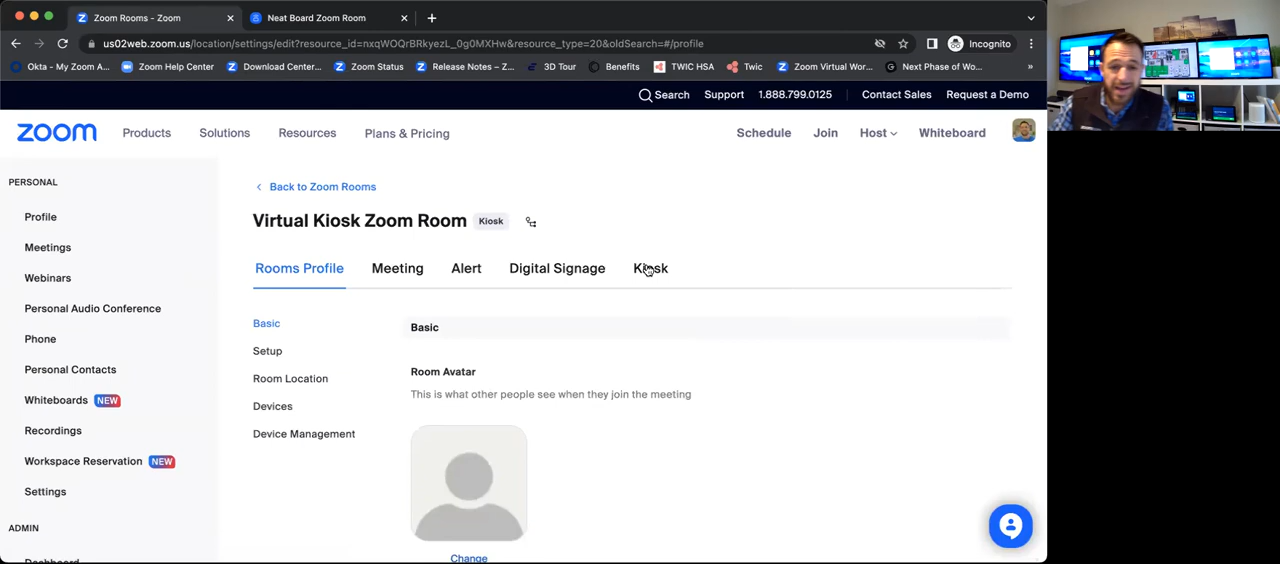 Zoom Rooms - Zoom
Neat Board Zoom Room
us02web.zoom.us/location/settings/edit?resource_id=nxqWOQrBRkyezL_0g0MXHw&resource_type=20&oldSearch=#/profile
Incognito
Okta - My Zoom A...
Zoom Help Center
Download Center...
Zoom Status
Release Notes – Z...
3D Tour
Benefits
TWIC HSA
Twic
Zoom Virtual Wor...
Next Phase of Wo...
Search
Support
1.888.799.0125
Contact Sales
Request a Demo
zoom
Products
Solutions
Resources
Plans & Pricing
Schedule
Join
Host
Whiteboard
PERSONAL
Profile
Meetings
Webinars
Personal Audio Conference
Phone
Personal Contacts
Whiteboards NEW
Recordings
Workspace Reservation NEW
Settings
ADMIN
Dashboard
Back to Zoom Rooms
Virtual Kiosk Zoom Room Kiosk
Rooms Profile
Meeting
Alert
Digital Signage
Kiosk
Basic
Setup
Room Location
Devices
Device Management
Basic
Room Avatar
This is what other people see when they join the meeting
Change